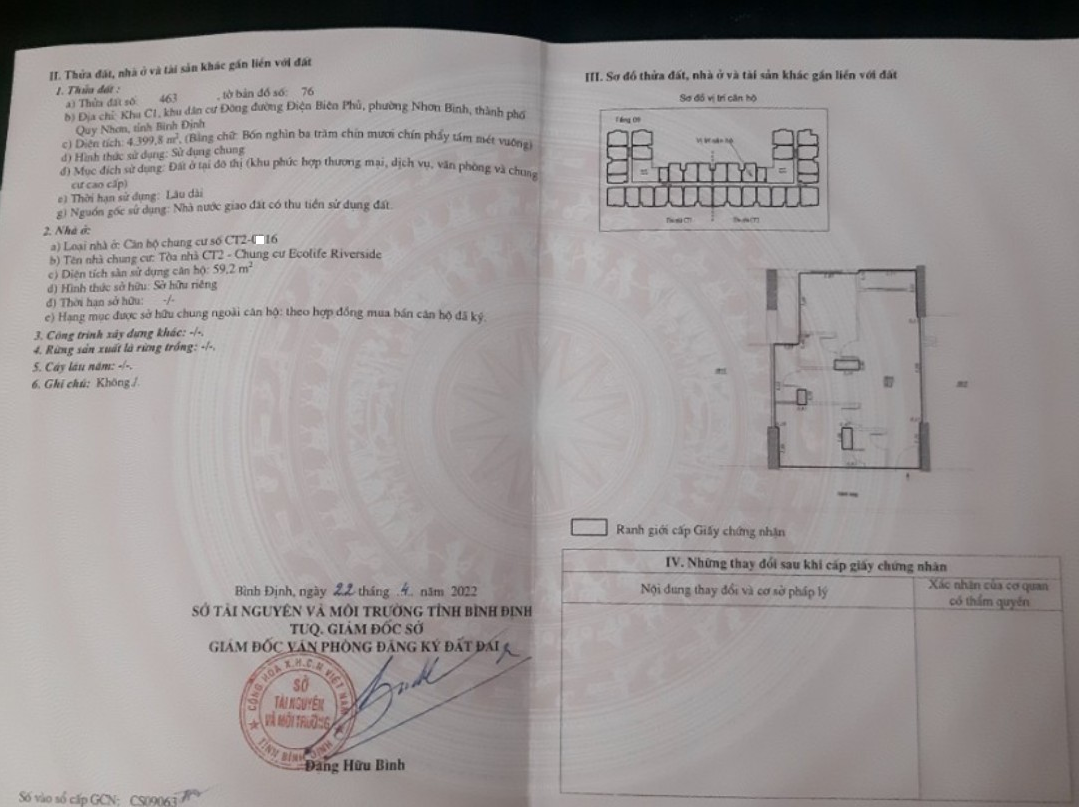 II. Thửa đất, nhà ở và tài sản khác gắn liền với đất
1. Thửa đất :
a) Thửa đất số: 463 , tờ bản đồ số: 76
b) Địa chỉ: Khu C1, khu dân cư Đông đường Điện Biên Phủ, phường Nhơn Bình, thành phố
Quy Nhơn, tỉnh Bình Định
c) Diện tích: 4.399,8 m², (Bằng chữ: Bốn nghìn ba trăm chín mươi chín phẩy tám mét vuông)
d) Hình thức sử dụng: Sử dụng chung
đ) Mục đích sử dụng: Đất ở tại đô thị (khu phức hợp thương mại, dịch vụ, văn phòng và chung
cư cao cấp)
e) Thời hạn sử dụng: Lâu dài
g) Nguồn gốc sử dụng: Nhà nước giao đất có thu tiền sử dụng đất.
2. Nhà ở:
a) Loại nhà ở: Căn hộ chung cư số CT2- 16
b) Tên nhà chung cư: Tòa nhà CT2 - Chung cư Ecolife Riverside
c) Diện tích sàn sử dụng căn hộ: 59,2 m²
d) Hình thức sở hữu: Sở hữu riêng
đ) Thời hạn sở hữu: -/-
e) Hạng mục được sở hữu chung ngoài căn hộ: theo hợp đồng mua bán căn hộ đã ký.
3. Công trình xây dựng khác: -/-.
4. Rừng sản xuất là rừng trồng: -/-.
5. Cây lâu năm: -/-.
6. Ghi chú: Không./.
Bình Định, ngày 22 tháng .4. năm 2022
SỞ TÀI NGUYÊN VÀ MÔI TRƯỜNG TỈNH BÌNH ĐỊNH
TUQ. GIÁM ĐỐC SỞ
GIÁM ĐỐC VĂN PHÒNG ĐĂNG KÝ ĐẤT ĐAI
CỘNG HÒA X.H.C.N VIỆT NAM
SỞ
TÀI NGUYÊN
VÀ MÔI TRƯỜNG
TỈNH BÌNH ĐỊNH
Đặng Hữu Bình
Số vào sổ cấp GCN: CS09063
III. Sơ đồ thửa đất, nhà ở và tài sản khác gắn liền với đất
Sơ đồ vị trí căn hộ
Tầng 09
Vị trí căn hộ
Ranh giới cấp Giấy chứng nhận
IV. Những thay đổi sau khi cấp giấy chứng nhận
Nội dung thay đổi và cơ sở pháp lý
Xác nhận của cơ quan
có thẩm quyền